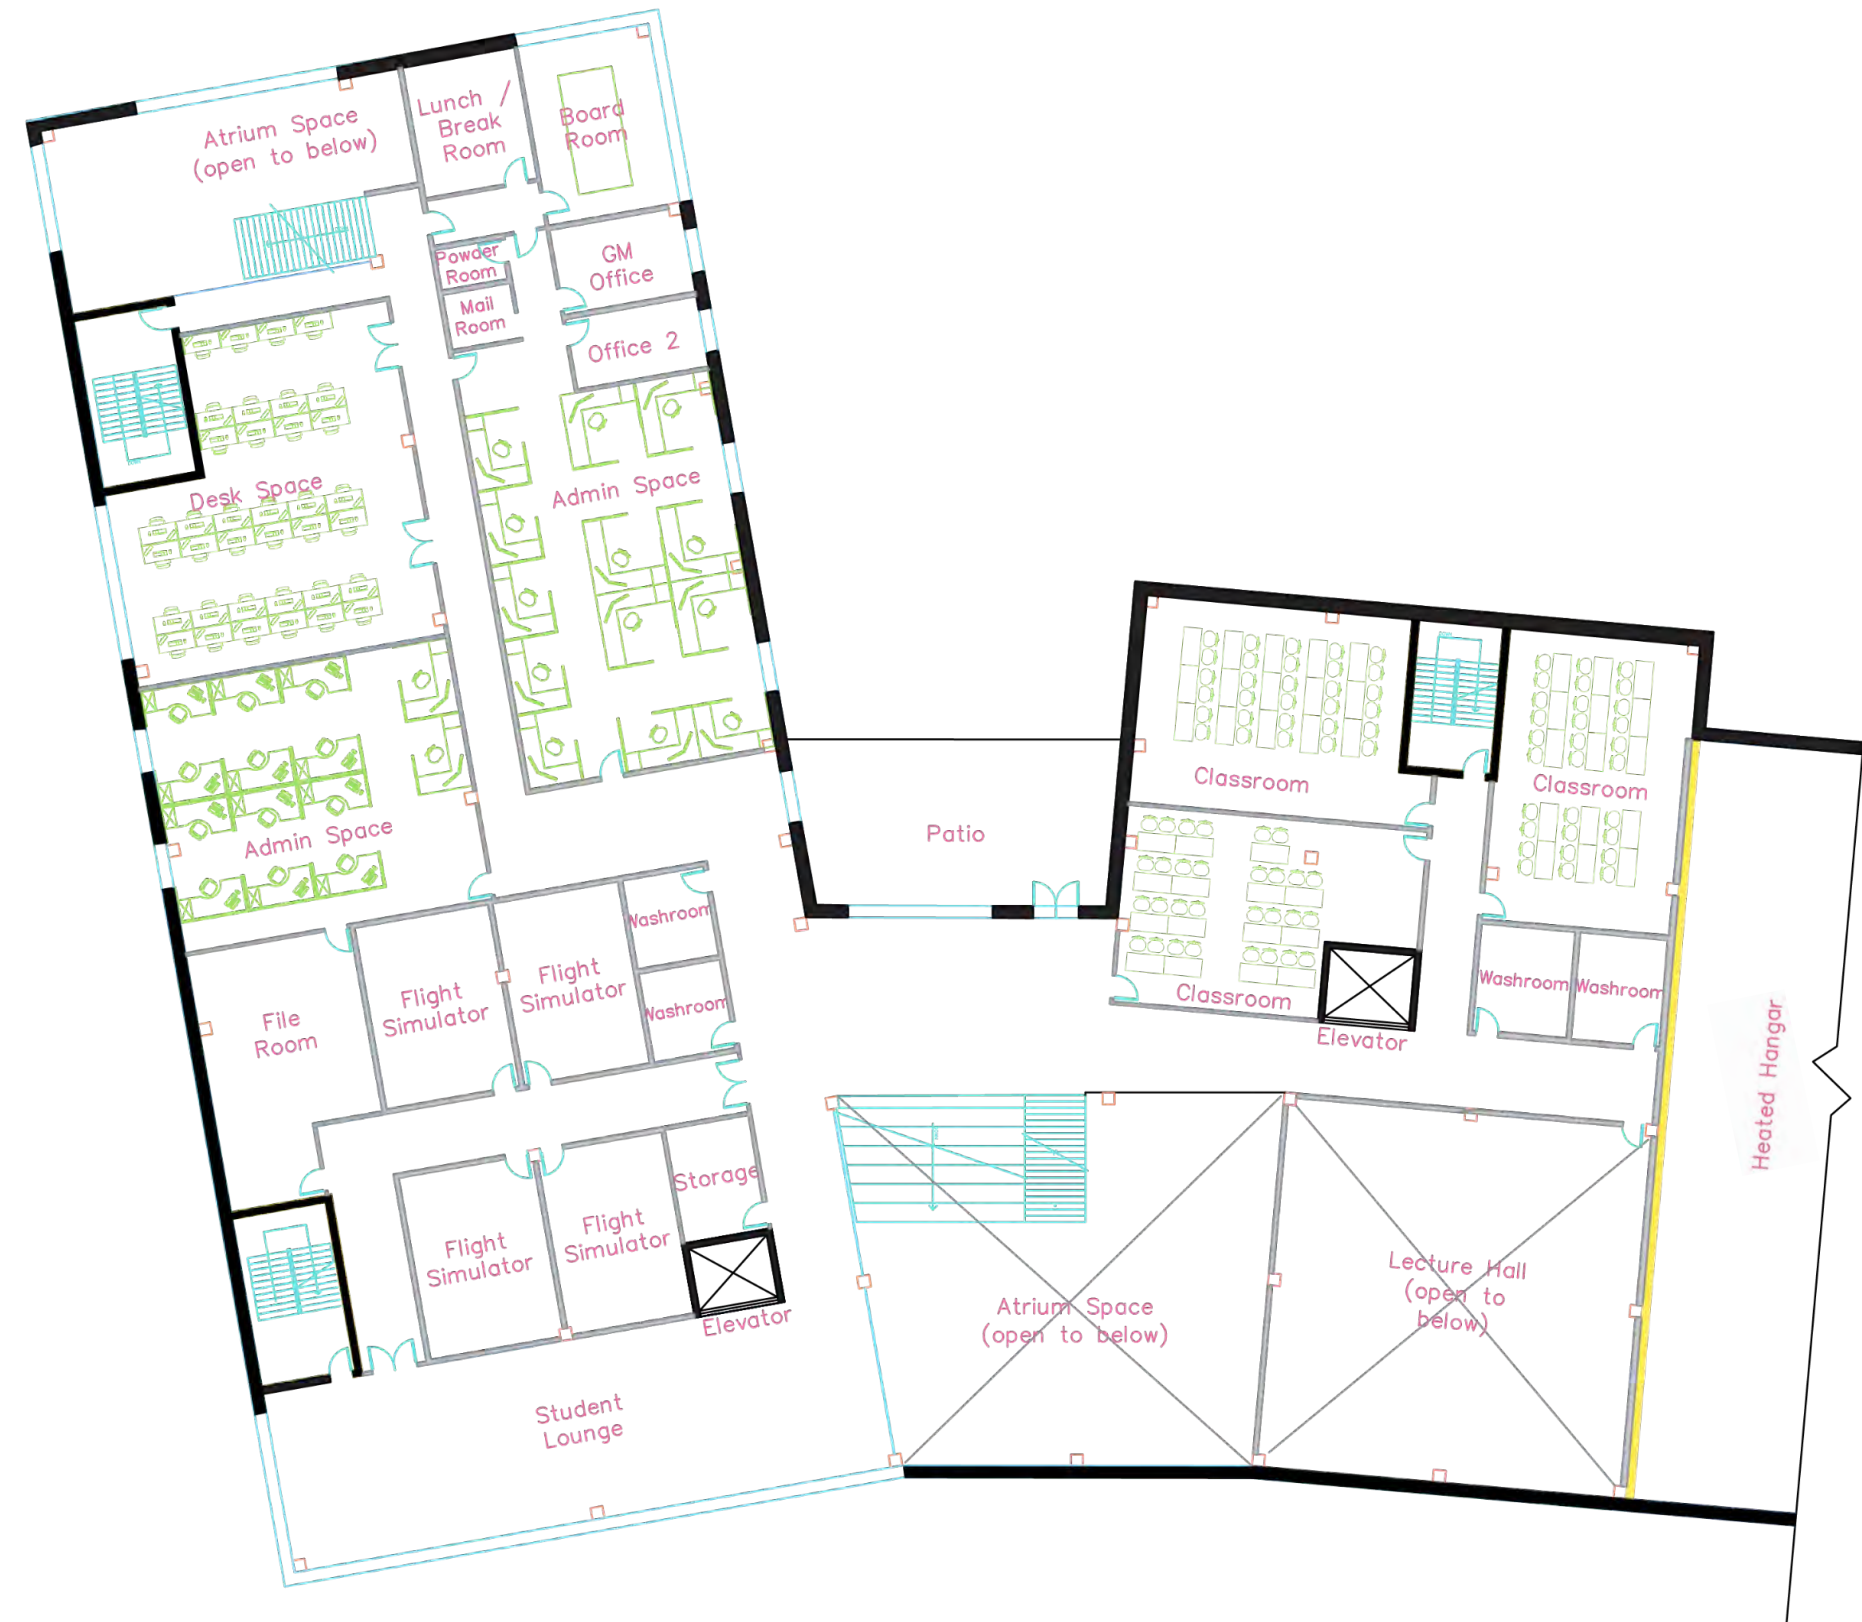 Atrium Space
(open to below)
Lunch /
Break
Room
Board
Room
Powder
Room
GM
Office
Mail
Room
Office 2
Desk Space
Admin Space
Admin Space
Classroom
Classroom
Patio
Washroom
Washroom
Flight
Simulator
Flight
Simulator
File
Room
Classroom
Elevator
Washroom
Washroom
Heated Hangar
Storage
Flight
Simulator
Flight
Simulator
Elevator
Atrium Space
(open to below)
Lecture Hall
(open to
below)
Student
Lounge